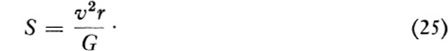 S = v²r / G · (25)